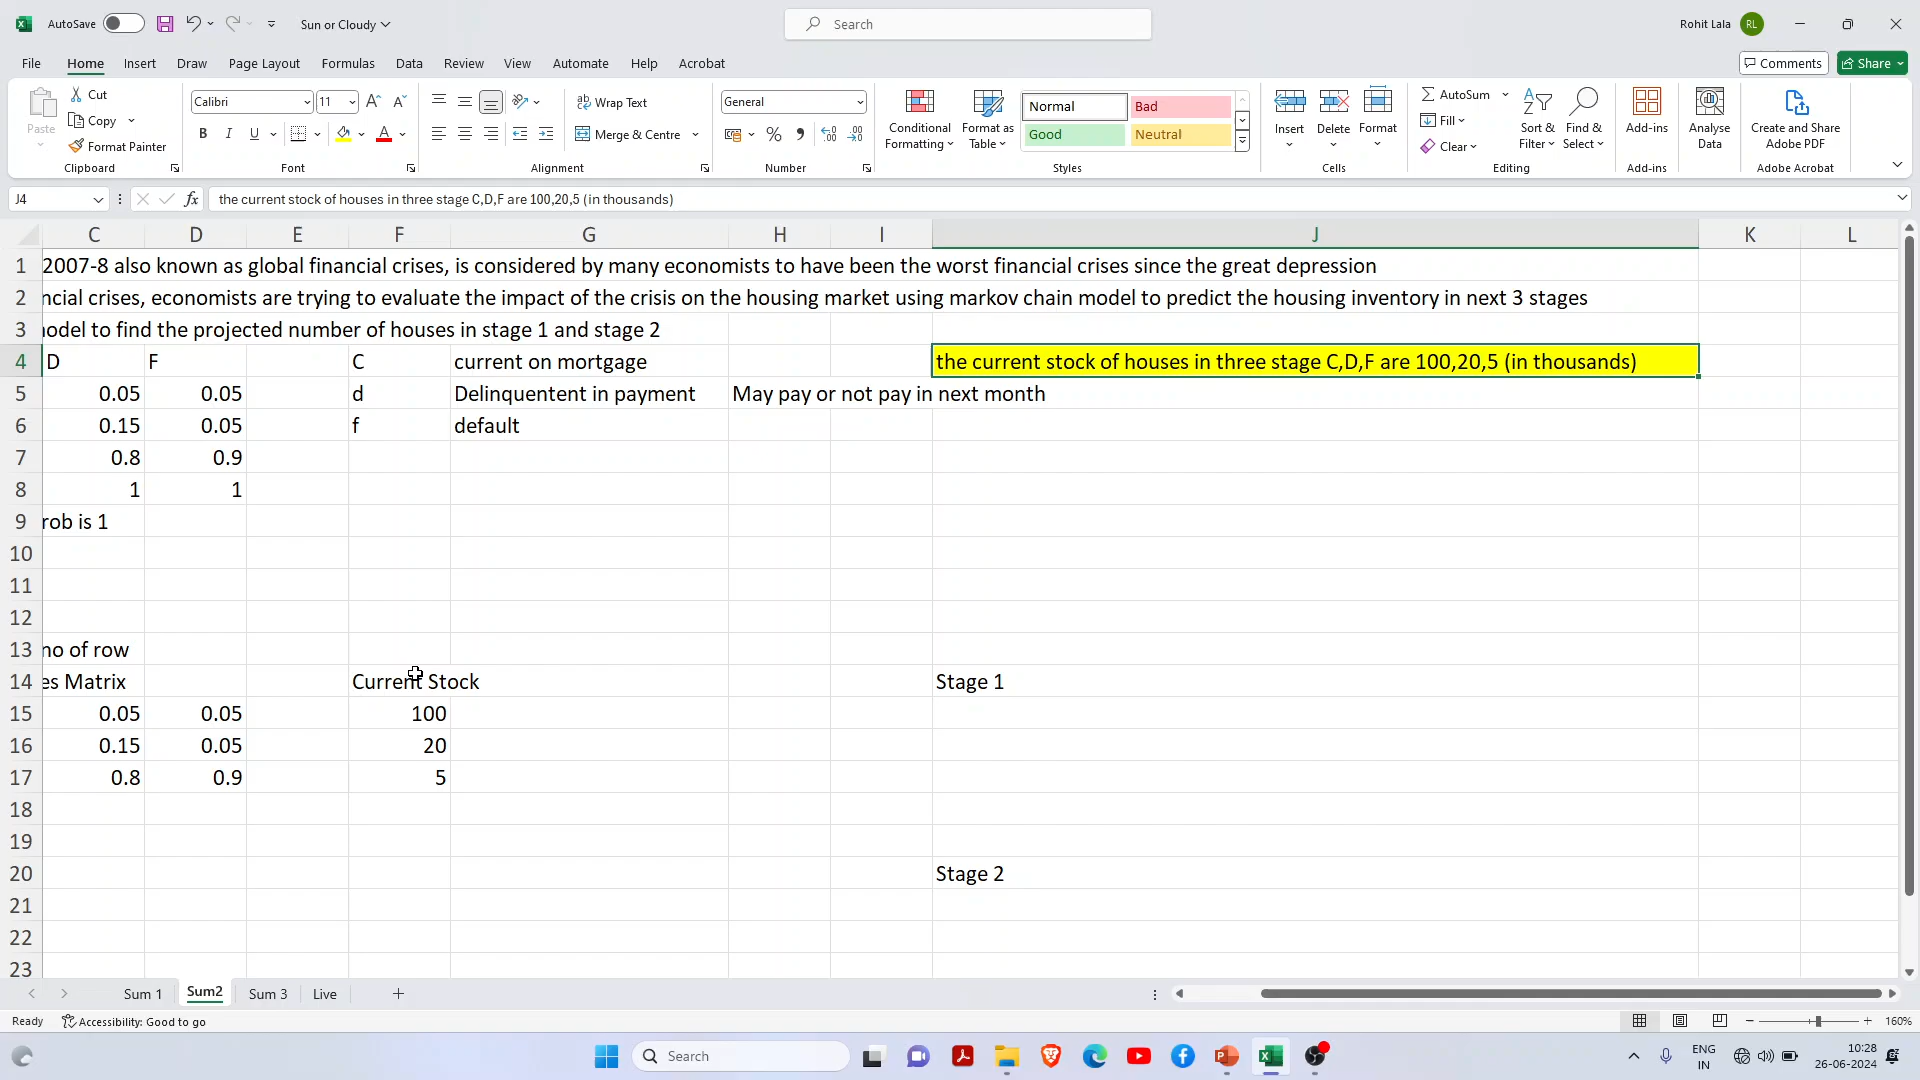 AutoSave
Sun or Cloudy
Search
Rohit Lala
RL
File
Home
Insert
Draw
Page Layout
Formulas
Data
Review
View
Automate
Help
Acrobat
Comments
Share
Paste
Cut
Copy
Format Painter
Clipboard
Calibri
11
B I U
Font
Wrap Text
Merge & Centre
Alignment
General
Number
Conditional Formatting
Format as Table
Normal
Bad
Good
Neutral
Styles
Insert
Delete
Format
Cells
AutoSum
Fill
Clear
Sort & Filter
Find & Select
Editing
Add-ins
Add-ins
Analyse Data
Create and Share Adobe PDF
Adobe Acrobat
J4
fx
the current stock of houses in three stage C,D,F are 100,20,5 (in thousands)
C D E F G H I J K L
1 2007-8 also known as global financial crises, is considered by many economists to have been the worst financial crises since the great depression
2 ncial crises, economists are trying to evaluate the impact of the crisis on the housing market using markov chain model to predict the housing inventory in next 3 stages
3 odel to find the projected number of houses in stage 1 and stage 2
4 D F C current on mortgage the current stock of houses in three stage C,D,F are 100,20,5 (in thousands)
5 0.05 0.05 d Delinquentent in payment May pay or not pay in next month
6 0.15 0.05 f default
7 0.8 0.9
8 1 1
9 rob is 1
10
11
12
13 no of row
14 es Matrix Current Stock Stage 1
15 0.05 0.05 100
16 0.15 0.05 20
17 0.8 0.9 5
18
19
20 Stage 2
21
22
23
Sum 1
Sum2
Sum 3
Live
Ready
Accessibility: Good to go
160%
Search
ENG
IN
10:28
26-06-2024